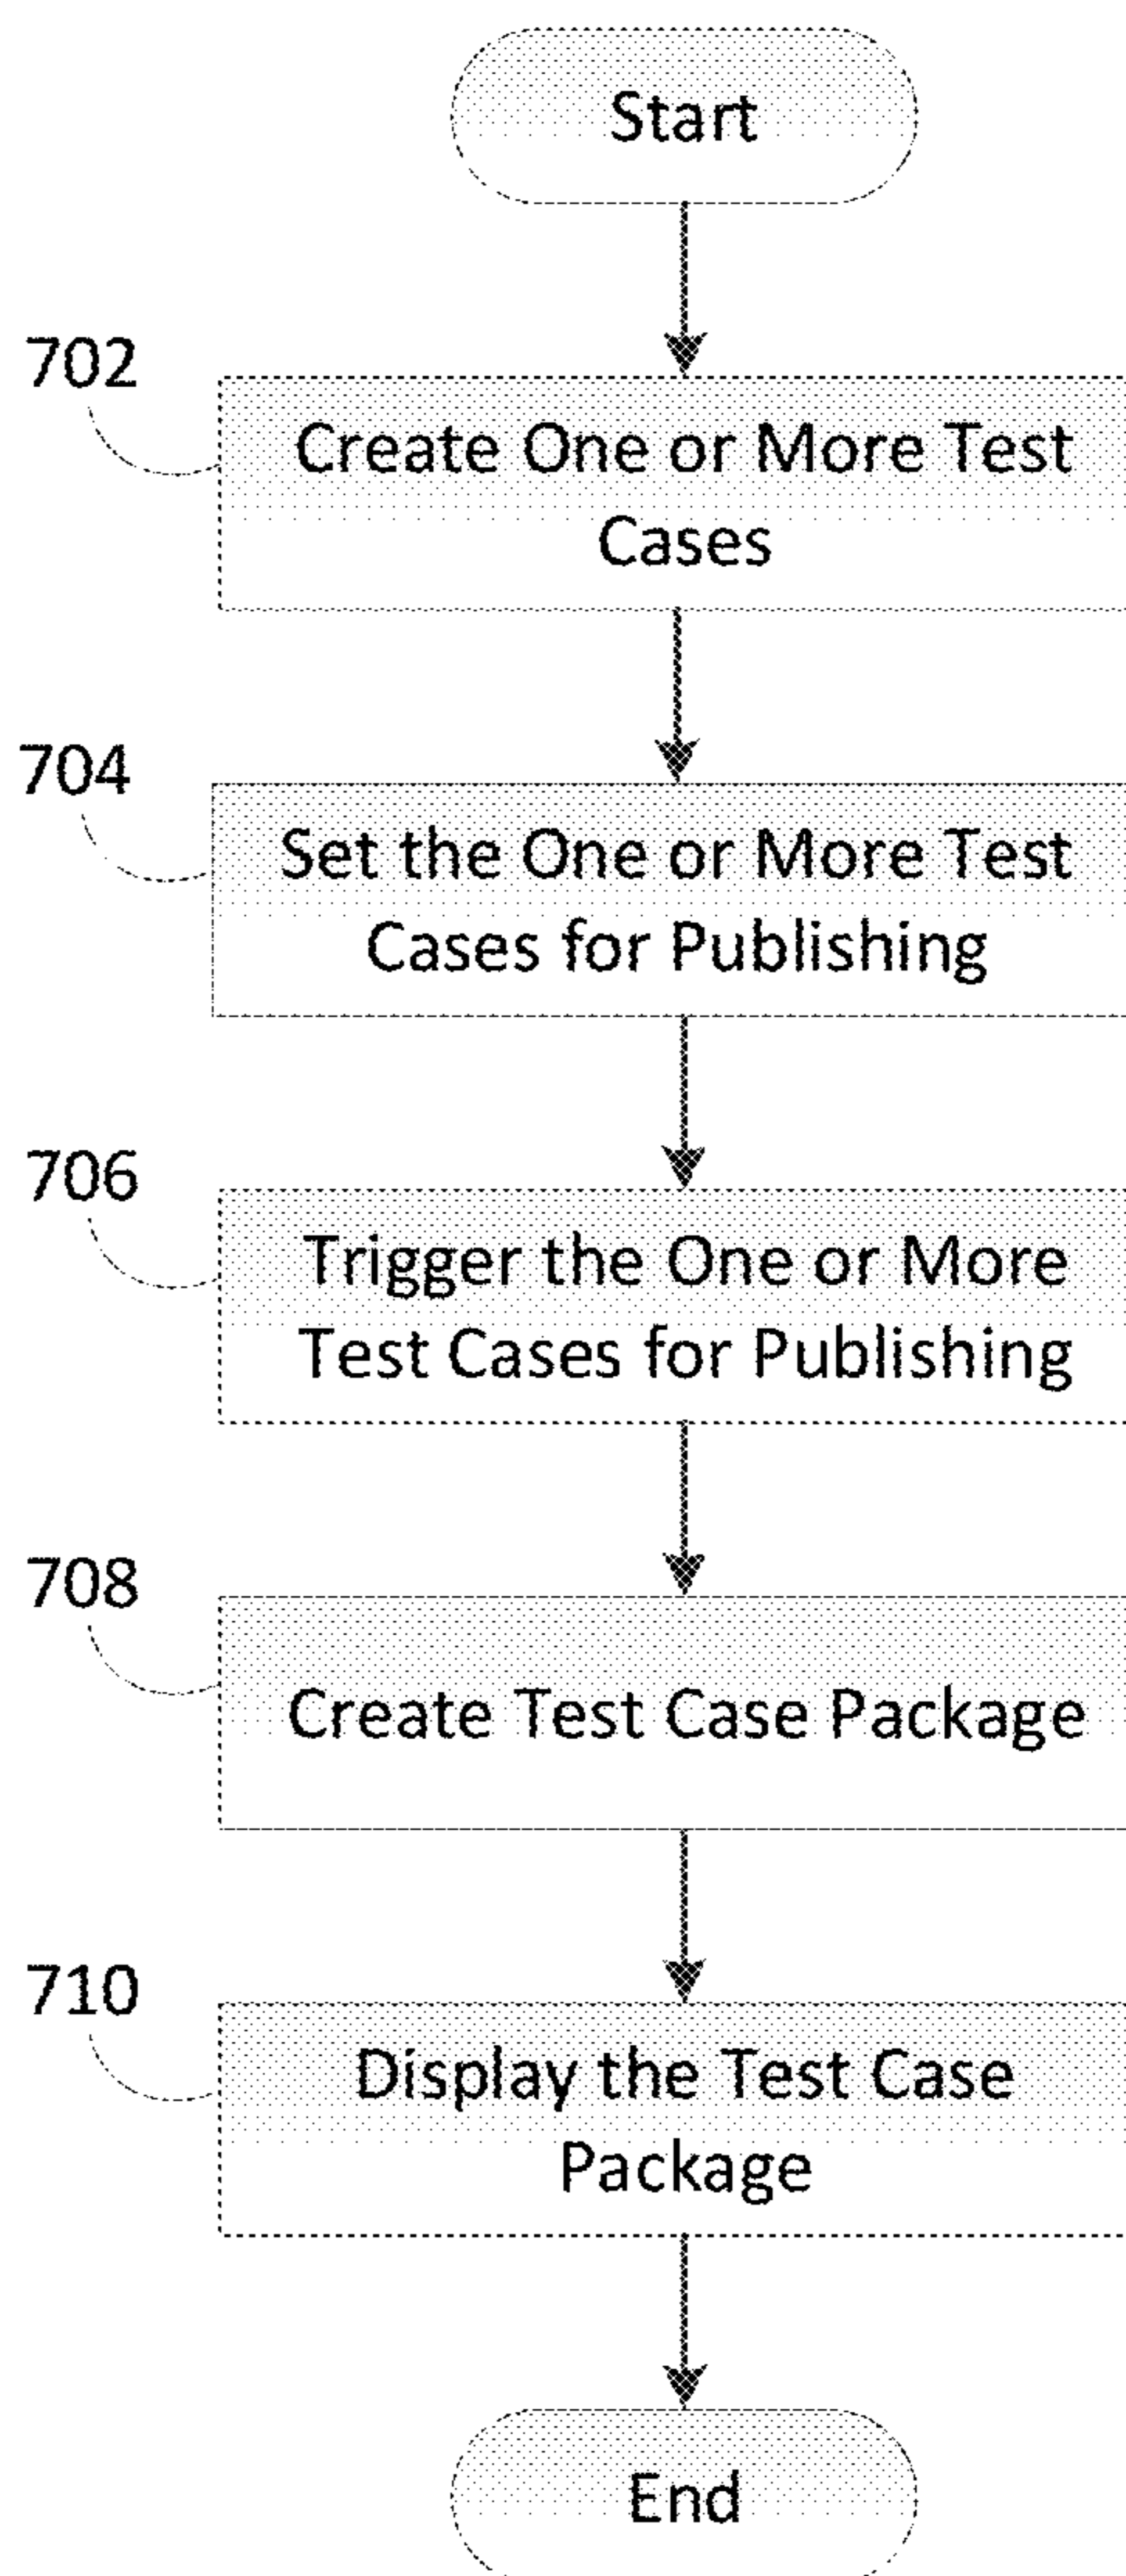 Start
702
Create One or More Test
Cases
704
Set the One or More Test
Cases for Publishing
706
Trigger the One or More
Test Cases for Publishing
708
Create Test Case Package
710
Display the Test Case
Package
End